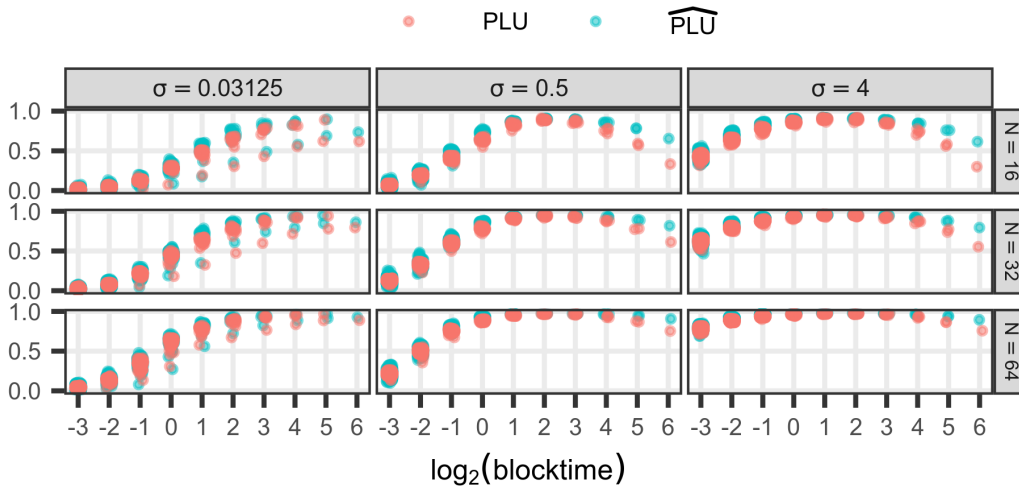 PLU P͡LU
σ = 0.03125 σ = 0.5 σ = 4
1.0
0.5
0.0
N = 16
1.0
0.5
0.0
N = 32
1.0
0.5
0.0
N = 64
-3 -2 -1 0 1 2 3 4 5 6 -3 -2 -1 0 1 2 3 4 5 6 -3 -2 -1 0 1 2 3 4 5 6
log₂(blocktime)